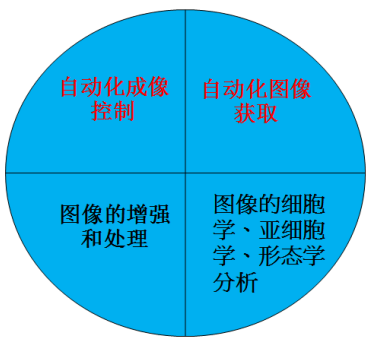 自动化成像
控制
自动化图像
获取
图像的增强
和处理
图像的细胞
学、亚细胞
学、形态学
分析